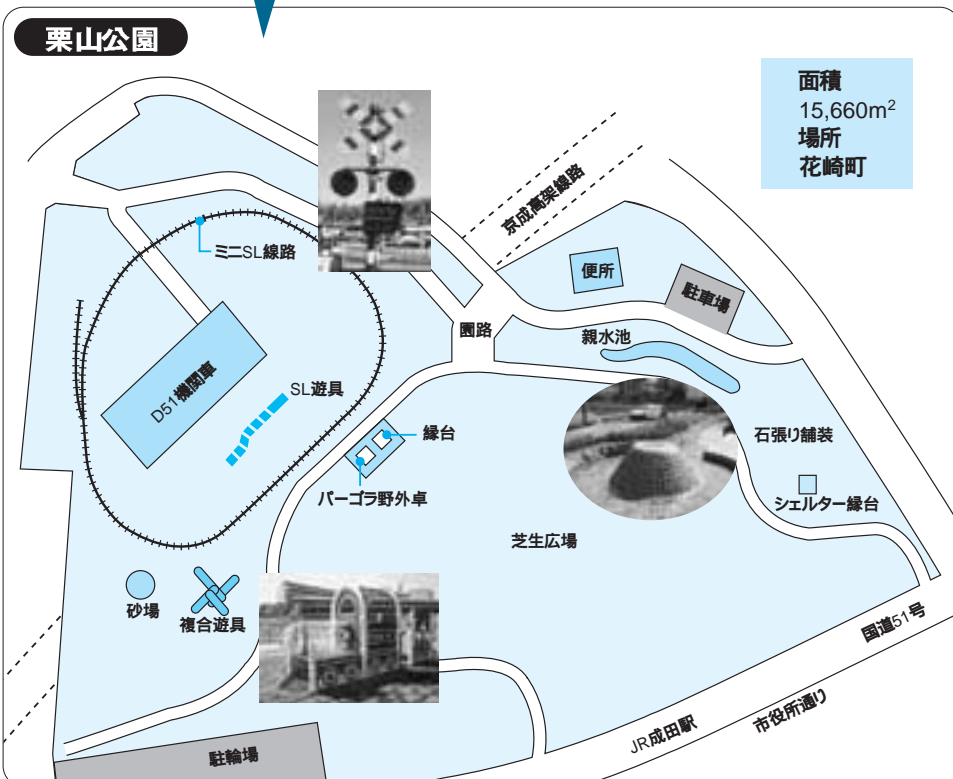 栗山公園
面積
15,660m²
場所
花崎町
京成高架線路
ミニSL線路
便所
駐車場
園路
親水池
D51機関車
SL遊具
縁台
パーゴラ野外卓
石張り舗装
シェルター縁台
芝生広場
砂場
複合遊具
国道51号
市役所通り
JR成田駅
駐輪場